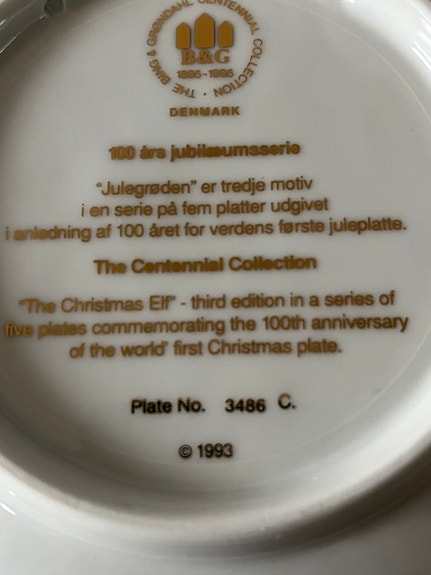 THE BING & GRØNDAHL CENTENNIAL COLLECTION
B&G
1895-1995
DENMARK
100 års jubilæumsserie
"Julegrøden" er tredje motiv
i en serie på fem platter udgivet
i anledning af 100 året for verdens første juleplatte.
The Centennial Collection
"The Christmas Elf" - third edition in a series of
five plates commemorating the 100th anniversary
of the world' first Christmas plate.
Plate No. 3486 C.
© 1993